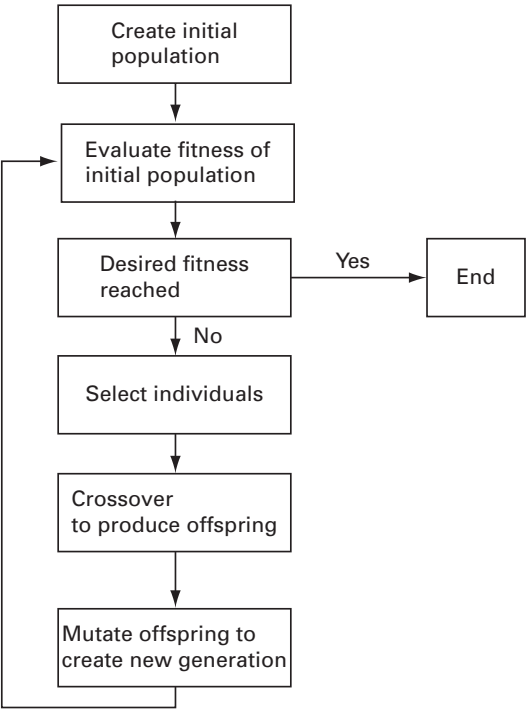 Create initial
population
Evaluate fitness of
initial population
Desired fitness
reached
Yes
End
No
Select individuals
Crossover
to produce offspring
Mutate offspring to
create new generation